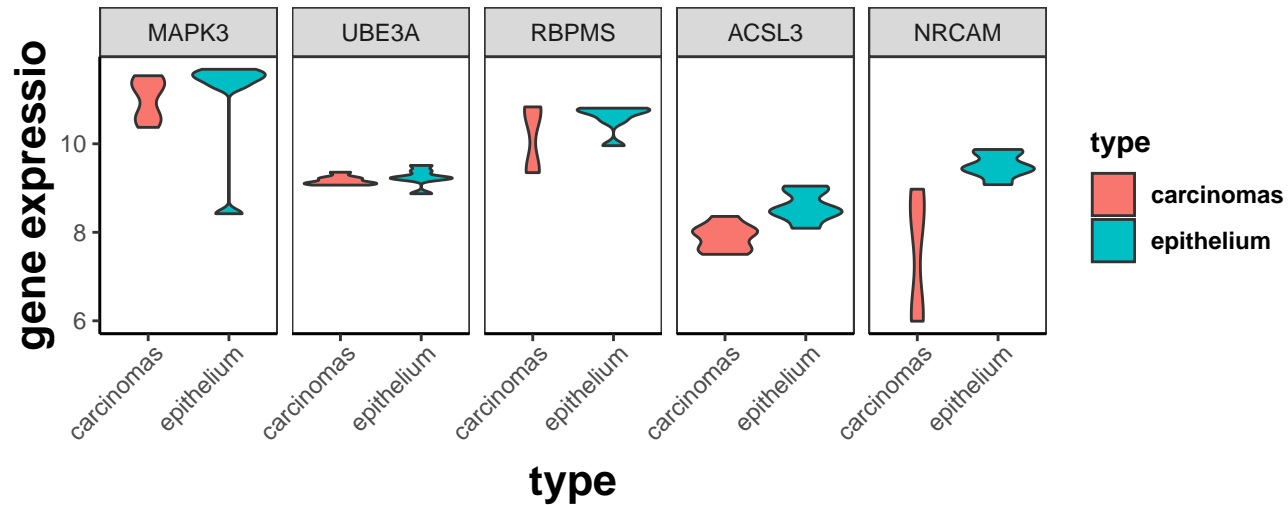 MAPK3 UBE3A RBPMS ACSL3 NRCAM
gene expressio
10
8
6
carcinomas epithelium carcinomas epithelium carcinomas epithelium carcinomas epithelium carcinomas epithelium
type
type
carcinomas
epithelium